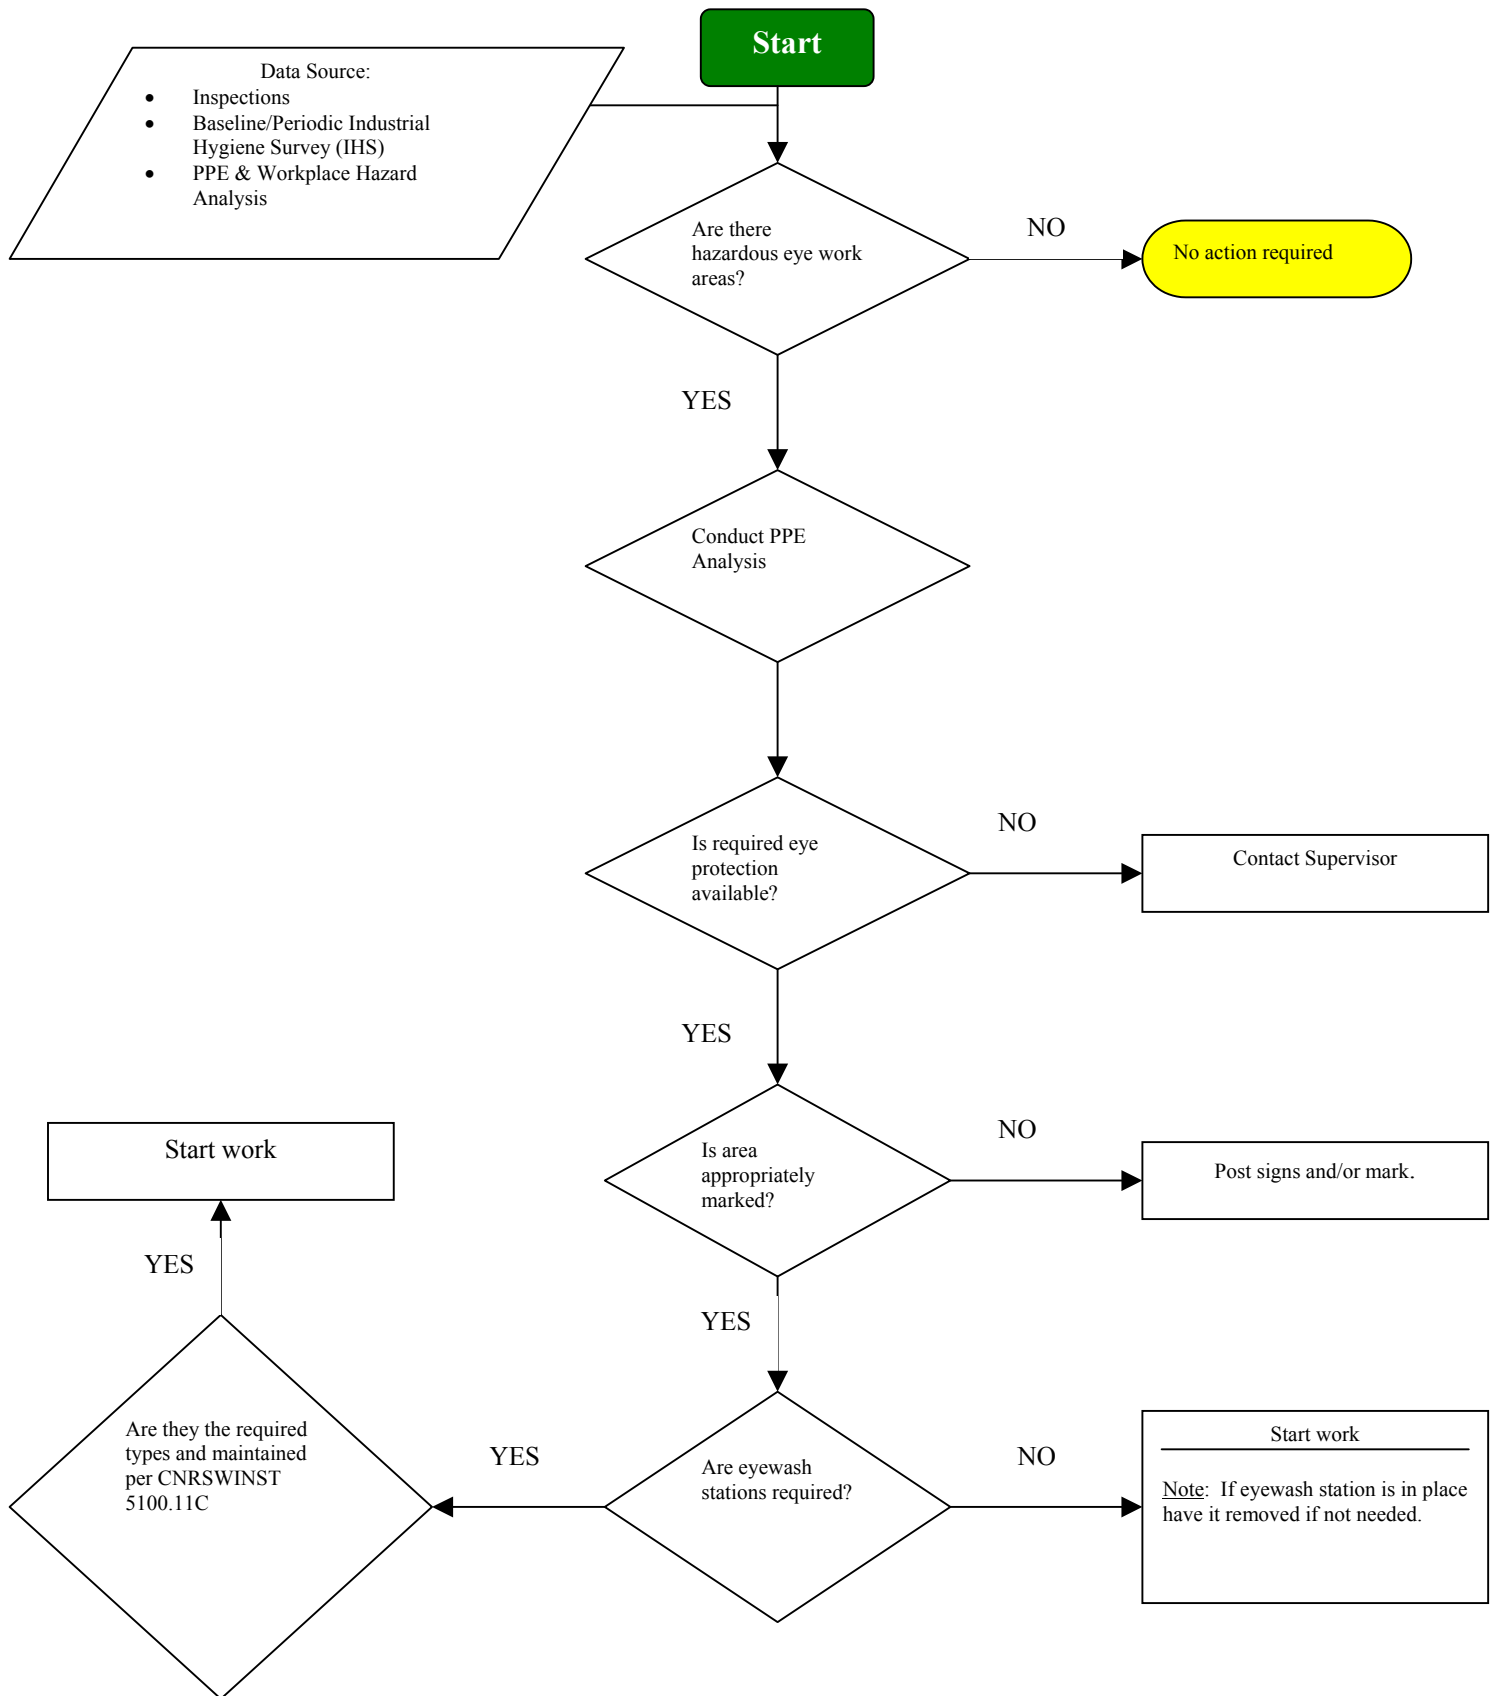 Start
Data Source:
• Inspections
• Baseline/Periodic Industrial
Hygiene Survey (IHS)
• PPE & Workplace Hazard
Analysis
Are there
hazardous eye work
areas?
NO
No action required
YES
Conduct PPE
Analysis
Is required eye
protection
available?
NO
Contact Supervisor
YES
Is area
appropriately
marked?
NO
Post signs and/or mark.
YES
Are eyewash
stations required?
NO
Start work
Note: If eyewash station is in place
have it removed if not needed.
YES
Are they the required
types and maintained
per CNRSWINST
5100.11C
YES
Start work